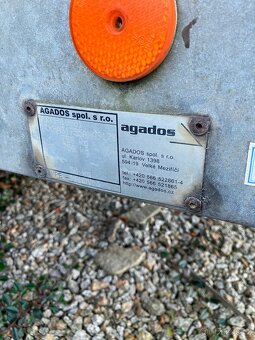 AGADOS spol. s r.o.
agados
AGADOS spol. s r.o.
ul. Karlov 1398
594 19 Velké Meziříčí
tel.: +420 566 622861-4
fax: +420 566 521865
http://www.agados.cz